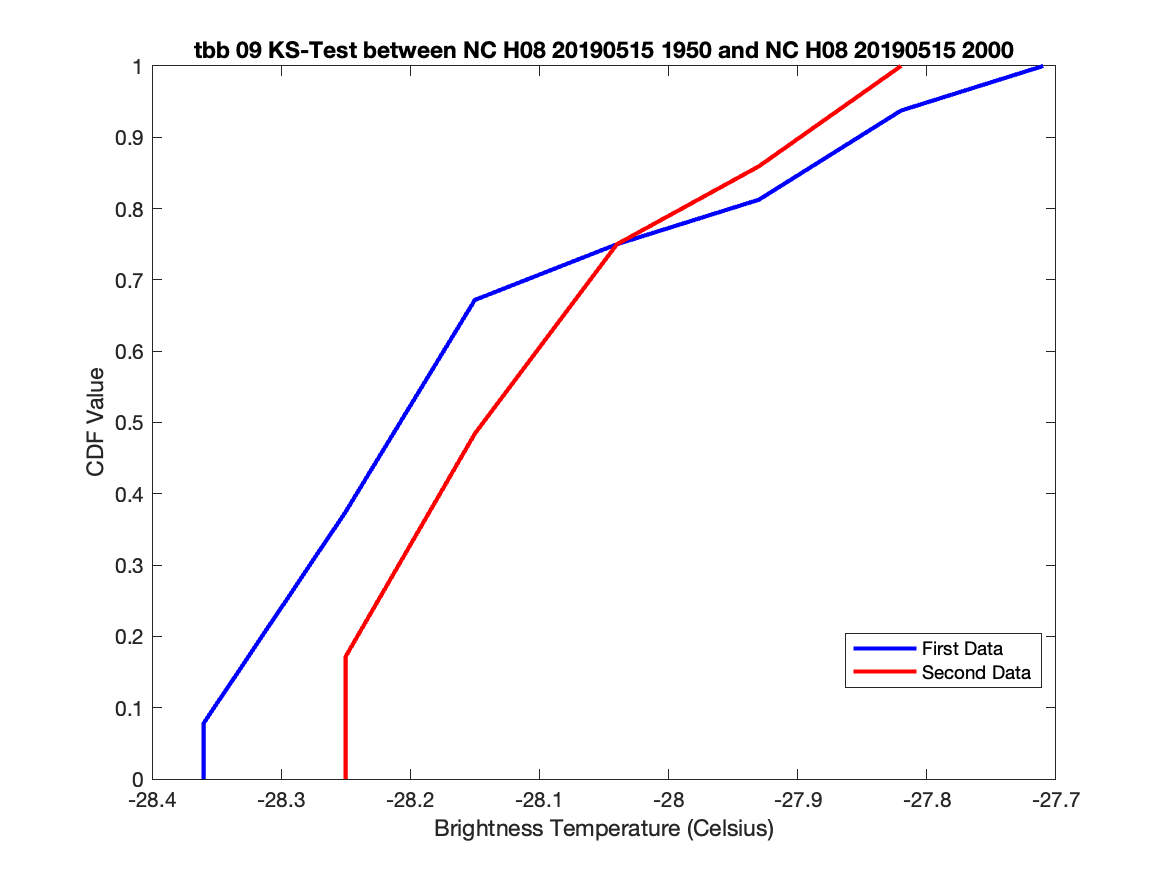 tbb 09 KS-Test between NC H08 20190515 1950 and NC H08 20190515 2000
1
0.9
0.8
0.7
0.6
0.5
0.4
0.3
0.2
0.1
0
CDF Value
First Data
Second Data
-28.4 -28.3 -28.2 -28.1 -28 -27.9 -27.8 -27.7
Brightness Temperature (Celsius)